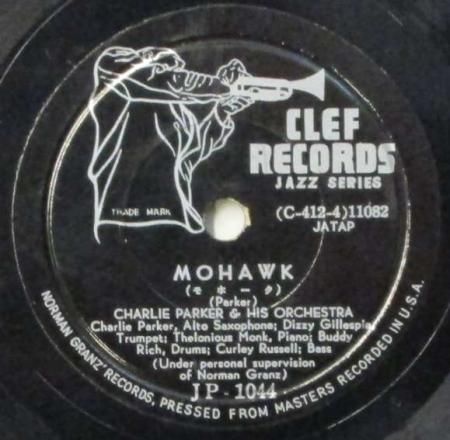 TRADE MARK
CLEF
RECORDS
JAZZ SERIES
(C-412-4)11082
JATAP
MOHAWK
(モホーク)
(Parker)
CHARLIE PARKER & HIS ORCHESTRA
Charlie Parker, Alto Saxophone; Dizzy Gillespie,
Trumpet; Thelonious Monk, Piano; Buddy
Rich, Drums; Curley Russell; Bass
(Under personal supervision
of Norman Granz)
JP-1044
NORMAN GRANZ' RECORDS, PRESSED FROM MASTERS RECORDED IN U.S.A.